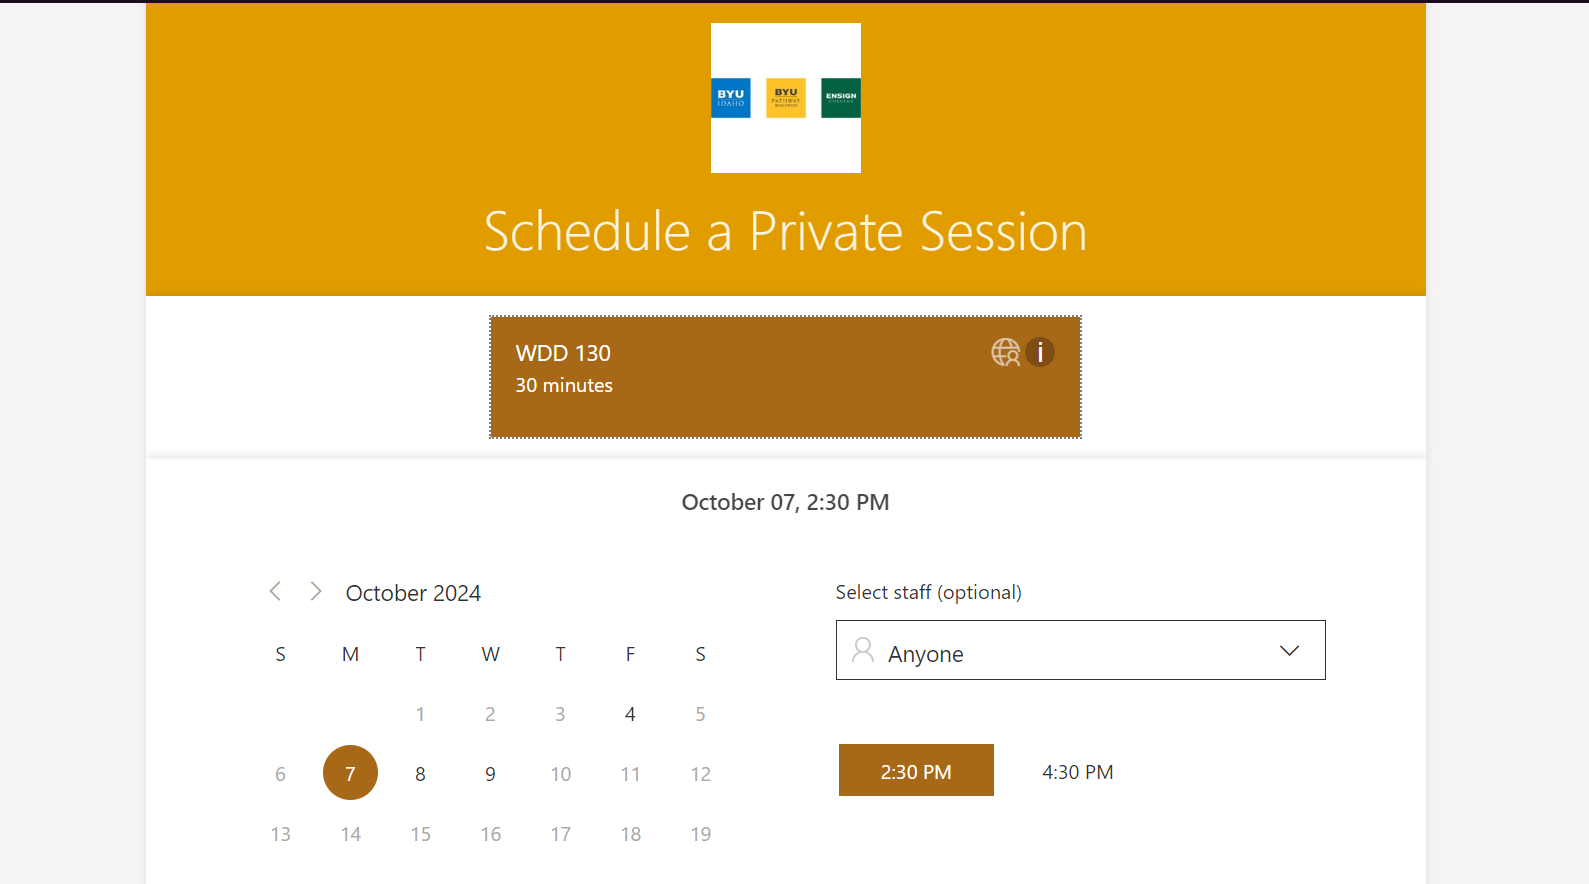 BYU
IDAHO
BYU
PATHWAY
WORLDWIDE
ENSIGN
COLLEGE
Schedule a Private Session
WDD 130
i
30 minutes
October 07, 2:30 PM
October 2024
S M T W T F S
1 2 3 4 5
6 7 8 9 10 11 12
13 14 15 16 17 18 19
Select staff (optional)
Anyone
2:30 PM 4:30 PM